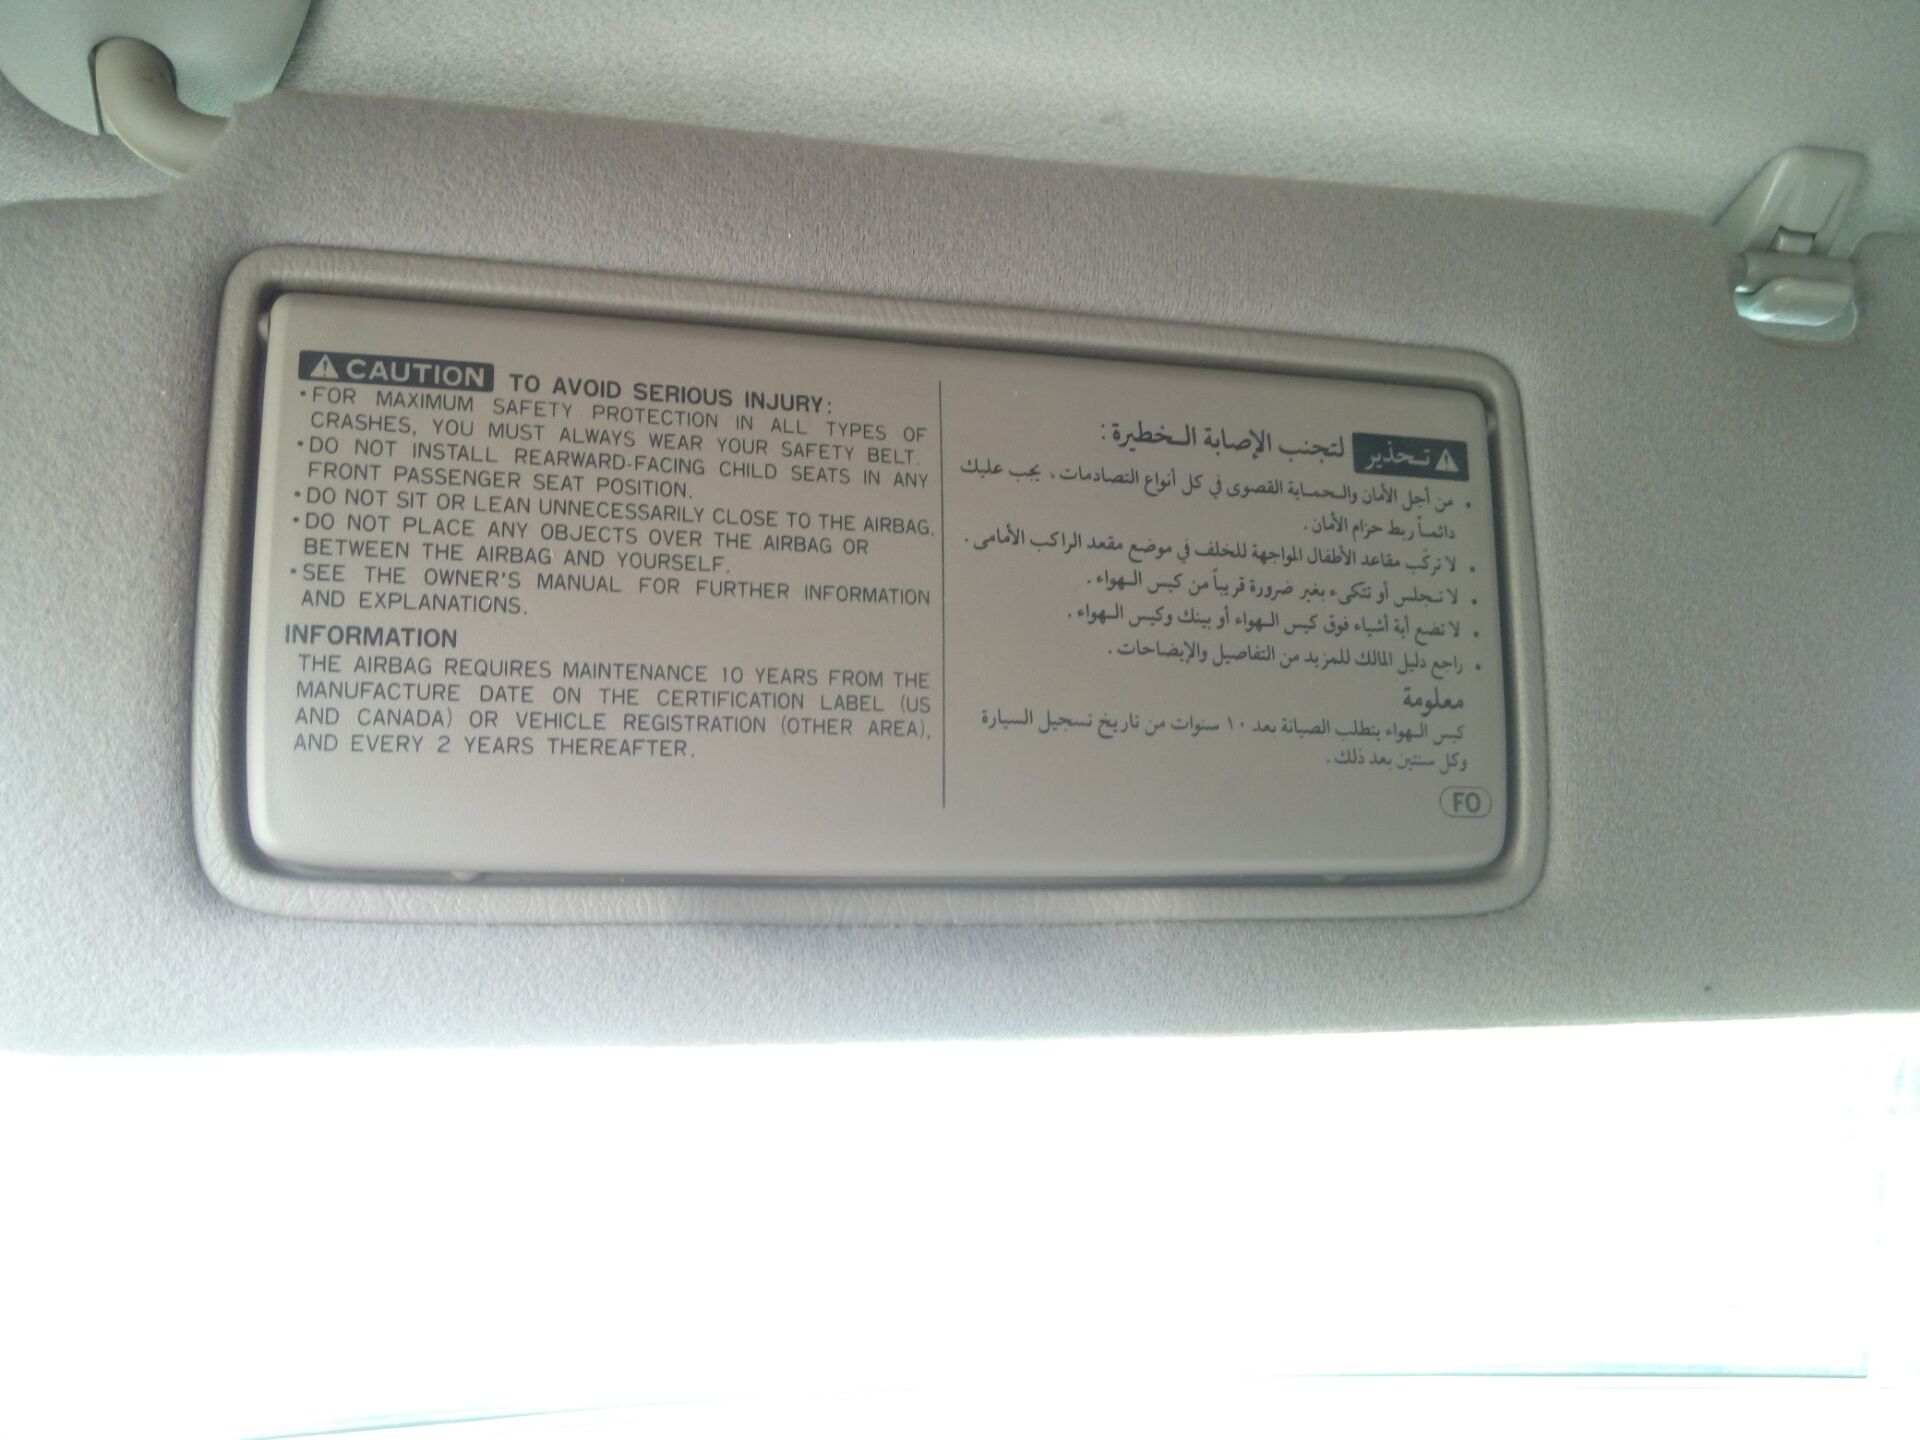 ⚠ CAUTION TO AVOID SERIOUS INJURY:
•FOR MAXIMUM SAFETY PROTECTION IN ALL TYPES OF
CRASHES, YOU MUST ALWAYS WEAR YOUR SAFETY BELT.
•DO NOT INSTALL REARWARD-FACING CHILD SEATS IN ANY
FRONT PASSENGER SEAT POSITION.
•DO NOT SIT OR LEAN UNNECESSARILY CLOSE TO THE AIRBAG.
•DO NOT PLACE ANY OBJECTS OVER THE AIRBAG OR
BETWEEN THE AIRBAG AND YOURSELF.
•SEE THE OWNER'S MANUAL FOR FURTHER INFORMATION
AND EXPLANATIONS.
INFORMATION
THE AIRBAG REQUIRES MAINTENANCE 10 YEARS FROM THE
MANUFACTURE DATE ON THE CERTIFICATION LABEL (US
AND CANADA) OR VEHICLE REGISTRATION (OTHER AREA),
AND EVERY 2 YEARS THEREAFTER.
⚠ تحذير لتجنب الإصابة الخطيرة:
• من أجل الأمان والحماية القصوى في كل أنواع التصادمات، يجب عليك
دائماً ربط حزام الأمان.
• لا تركّب مقاعد الأطفال المواجهة للخلف في موضع مقعد الراكب الأمامى.
• لا تجلس أو تتكىء بغير ضرورة قريباً من كيس الهواء.
• لا تضع أية أشياء فوق كيس الهواء أو بينك وكيس الهواء.
• راجع دليل المالك للمزيد من التفاصيل والإيضاحات.
معلومة
كيس الهواء يتطلب الصيانة بعد ١٠ سنوات من تاريخ تسجيل السيارة
وكل سنتين بعد ذلك.
FO